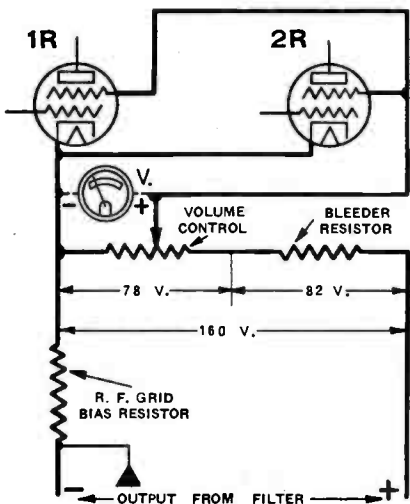 1R
2R
V.
- +
VOLUME
CONTROL
BLEEDER
RESISTOR
78 V.
82 V.
160 V.
R. F. GRID
BIAS RESISTOR
- +
OUTPUT FROM FILTER